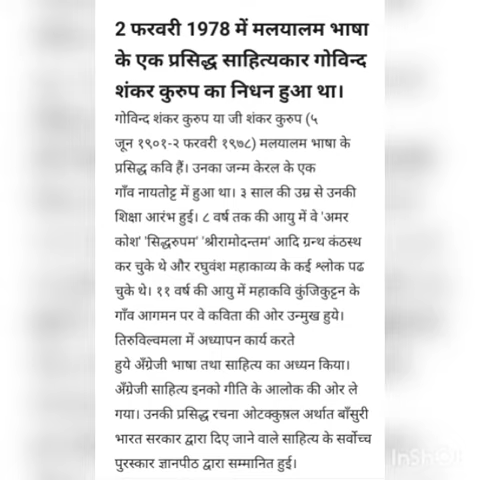 2 फरवरी 1978 में मलयालम भाषा
के एक प्रसिद्ध साहित्यकार गोविन्द
शंकर कुरुप का निधन हुआ था।
गोविन्द शंकर कुरुप या जी शंकर कुरुप (५
जून १९०१-२ फरवरी १९७८) मलयालम भाषा के
प्रसिद्ध कवि हैं। उनका जन्म केरल के एक
गाँव नायतोट्ट में हुआ था। ३ साल की उम्र से उनकी
शिक्षा आरंभ हुई। ८ वर्ष तक की आयु में वे 'अमर
कोश' 'सिद्धरुपम' 'श्रीरामोदन्तम' आदि ग्रन्थ कंठस्थ
कर चुके थे और रघुवंश महाकाव्य के कई श्लोक पढ
चुके थे। ११ वर्ष की आयु में महाकवि कुंजिकुट्टन के
गाँव आगमन पर वे कविता की ओर उन्मुख हुये।
तिरुविल्वमला में अध्यापन कार्य करते
हुये अँग्रेजी भाषा तथा साहित्य का अध्यन किया।
अँग्रेजी साहित्य इनको गीति के आलोक की ओर ले
गया। उनकी प्रसिद्ध रचना ओटक्कुष़ल अर्थात बाँसुरी
भारत सरकार द्वारा दिए जाने वाले साहित्य के सर्वोच्च
पुरस्कार ज्ञानपीठ द्वारा सम्मानित हुई।
InShOt